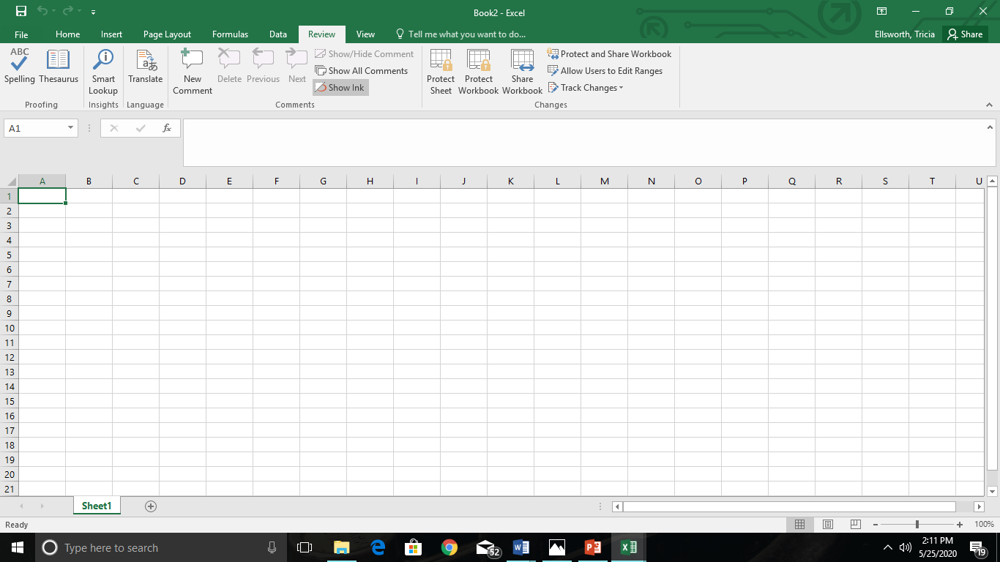 Book2 - Excel
File Home Insert Page Layout Formulas Data Review View Tell me what you want to do... Ellsworth, Tricia Share
ABC
Spelling Thesaurus Smart Lookup Translate New Comment Delete Previous Next
Show/Hide Comment
Show All Comments
Show Ink
Protect Sheet Protect Workbook Share Workbook
Protect and Share Workbook
Allow Users to Edit Ranges
Track Changes
Proofing Insights Language Comments Changes
A1 fx
A B C D E F G H I J K L M N O P Q R S T U
1
2
3
4
5
6
7
8
9
10
11
12
13
14
15
16
17
18
19
20
21
Sheet1
Ready 100%
Type here to search 52 2:11 PM
5/25/2020 19